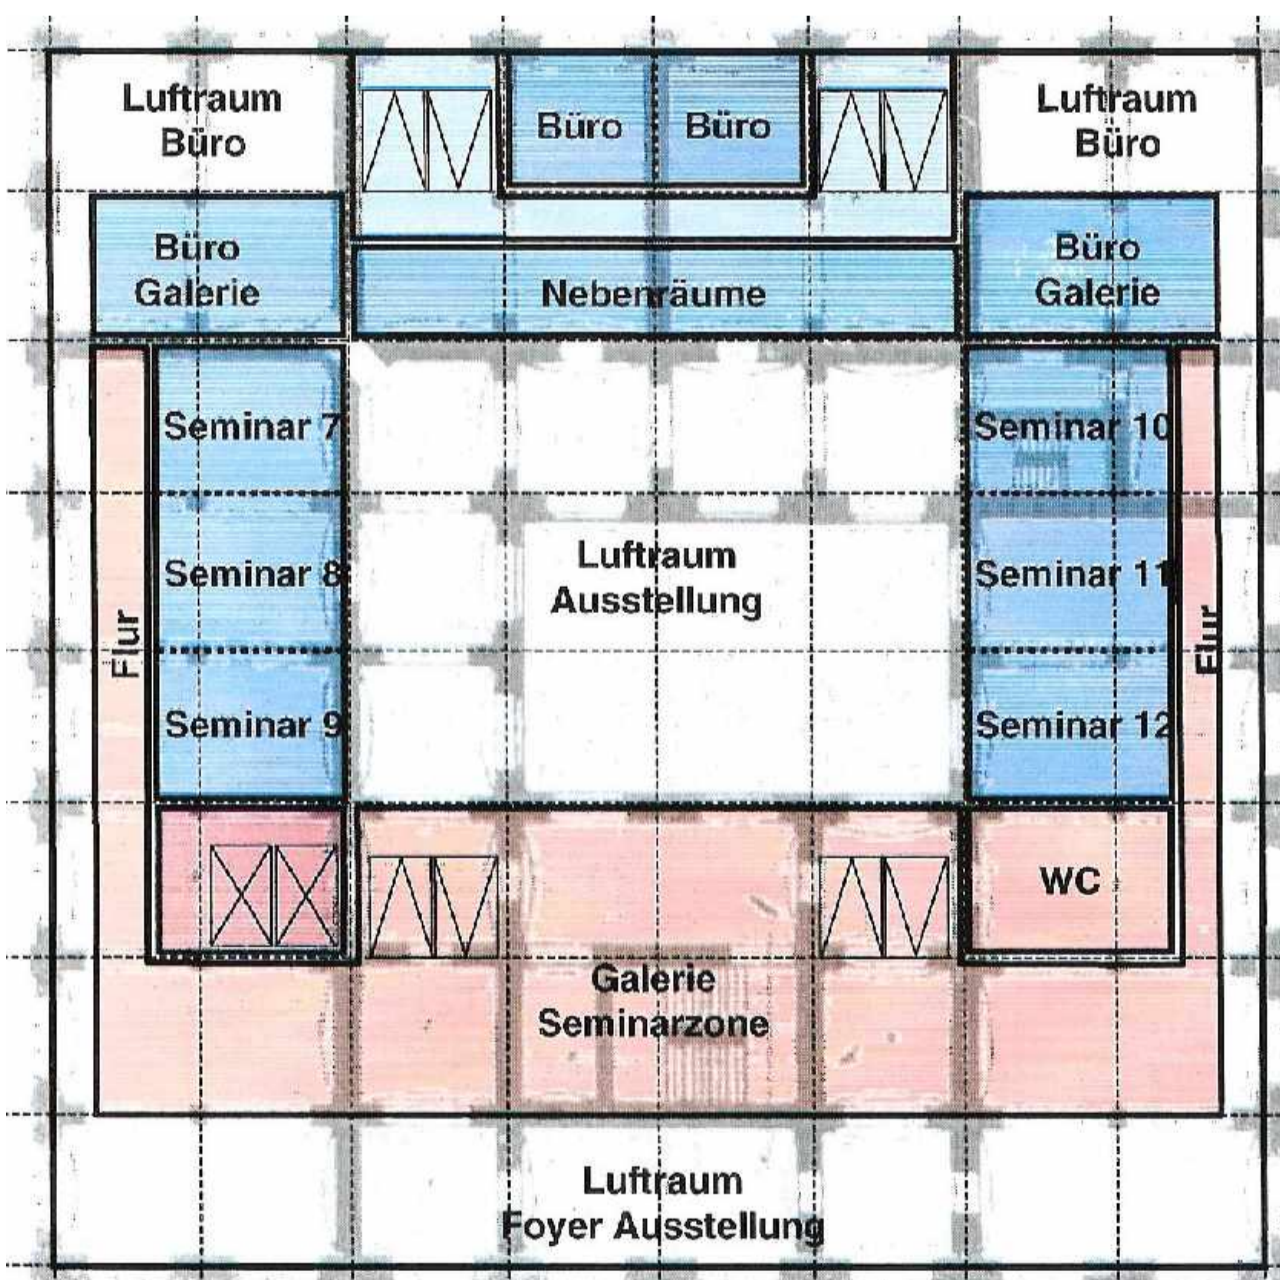 Luftraum
Büro
Büro
Büro
Luftraum
Büro
Büro
Galerie
Nebenräume
Büro
Galerie
Seminar 7
Seminar 10
Luftraum
Ausstellung
Seminar 8
Seminar 11
Flur
Flur
Seminar 9
Seminar 12
WC
Galerie
Seminarzone
Luftraum
Foyer Ausstellung